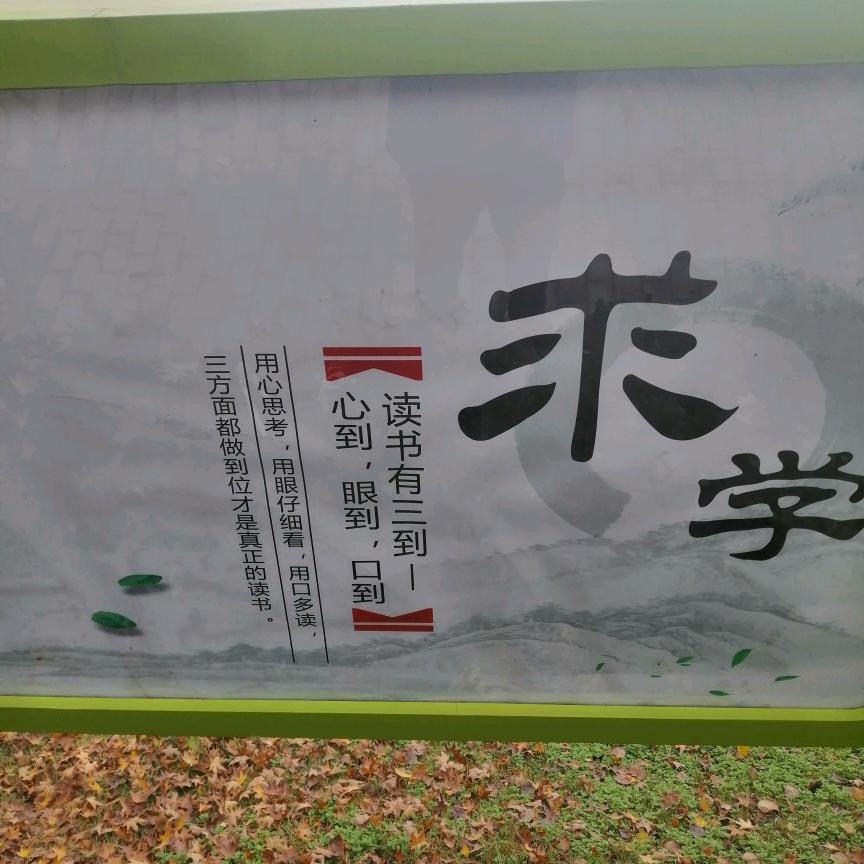 求学
读书有三到—
心到，眼到，口到
用心思考，用眼仔细看，用口多读，
三方面都做到位才是真正的读书。